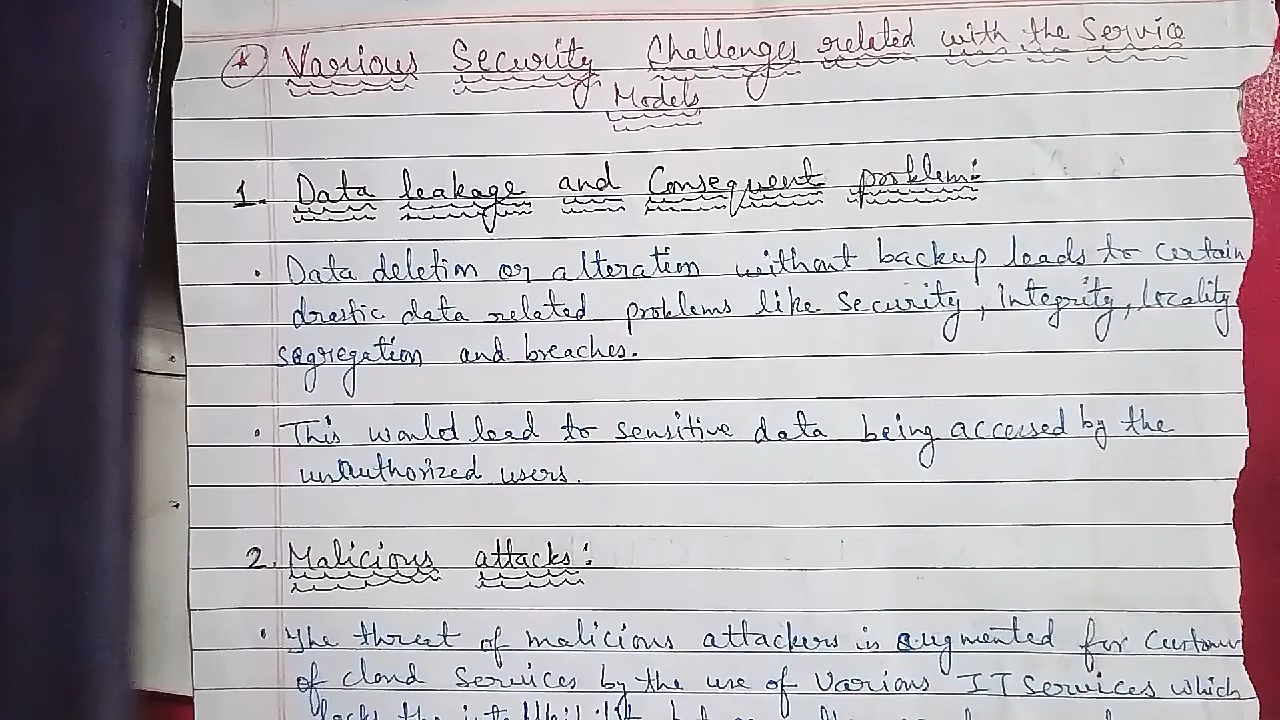 * Various Security Challenges related with the Service
Models
1. Data leakage and Consequent problem:
• Data deletion or alteration without backup leads to certain
drastic data related problems like security, integrity, locality
segregation and breaches.
• This would lead to sensitive data being accessed by the
unauthorized users.
2. Malicious attacks:
• The threat of malicious attackers is augmented for Customer
of cloud Services by the use of various IT Services which
lacks the